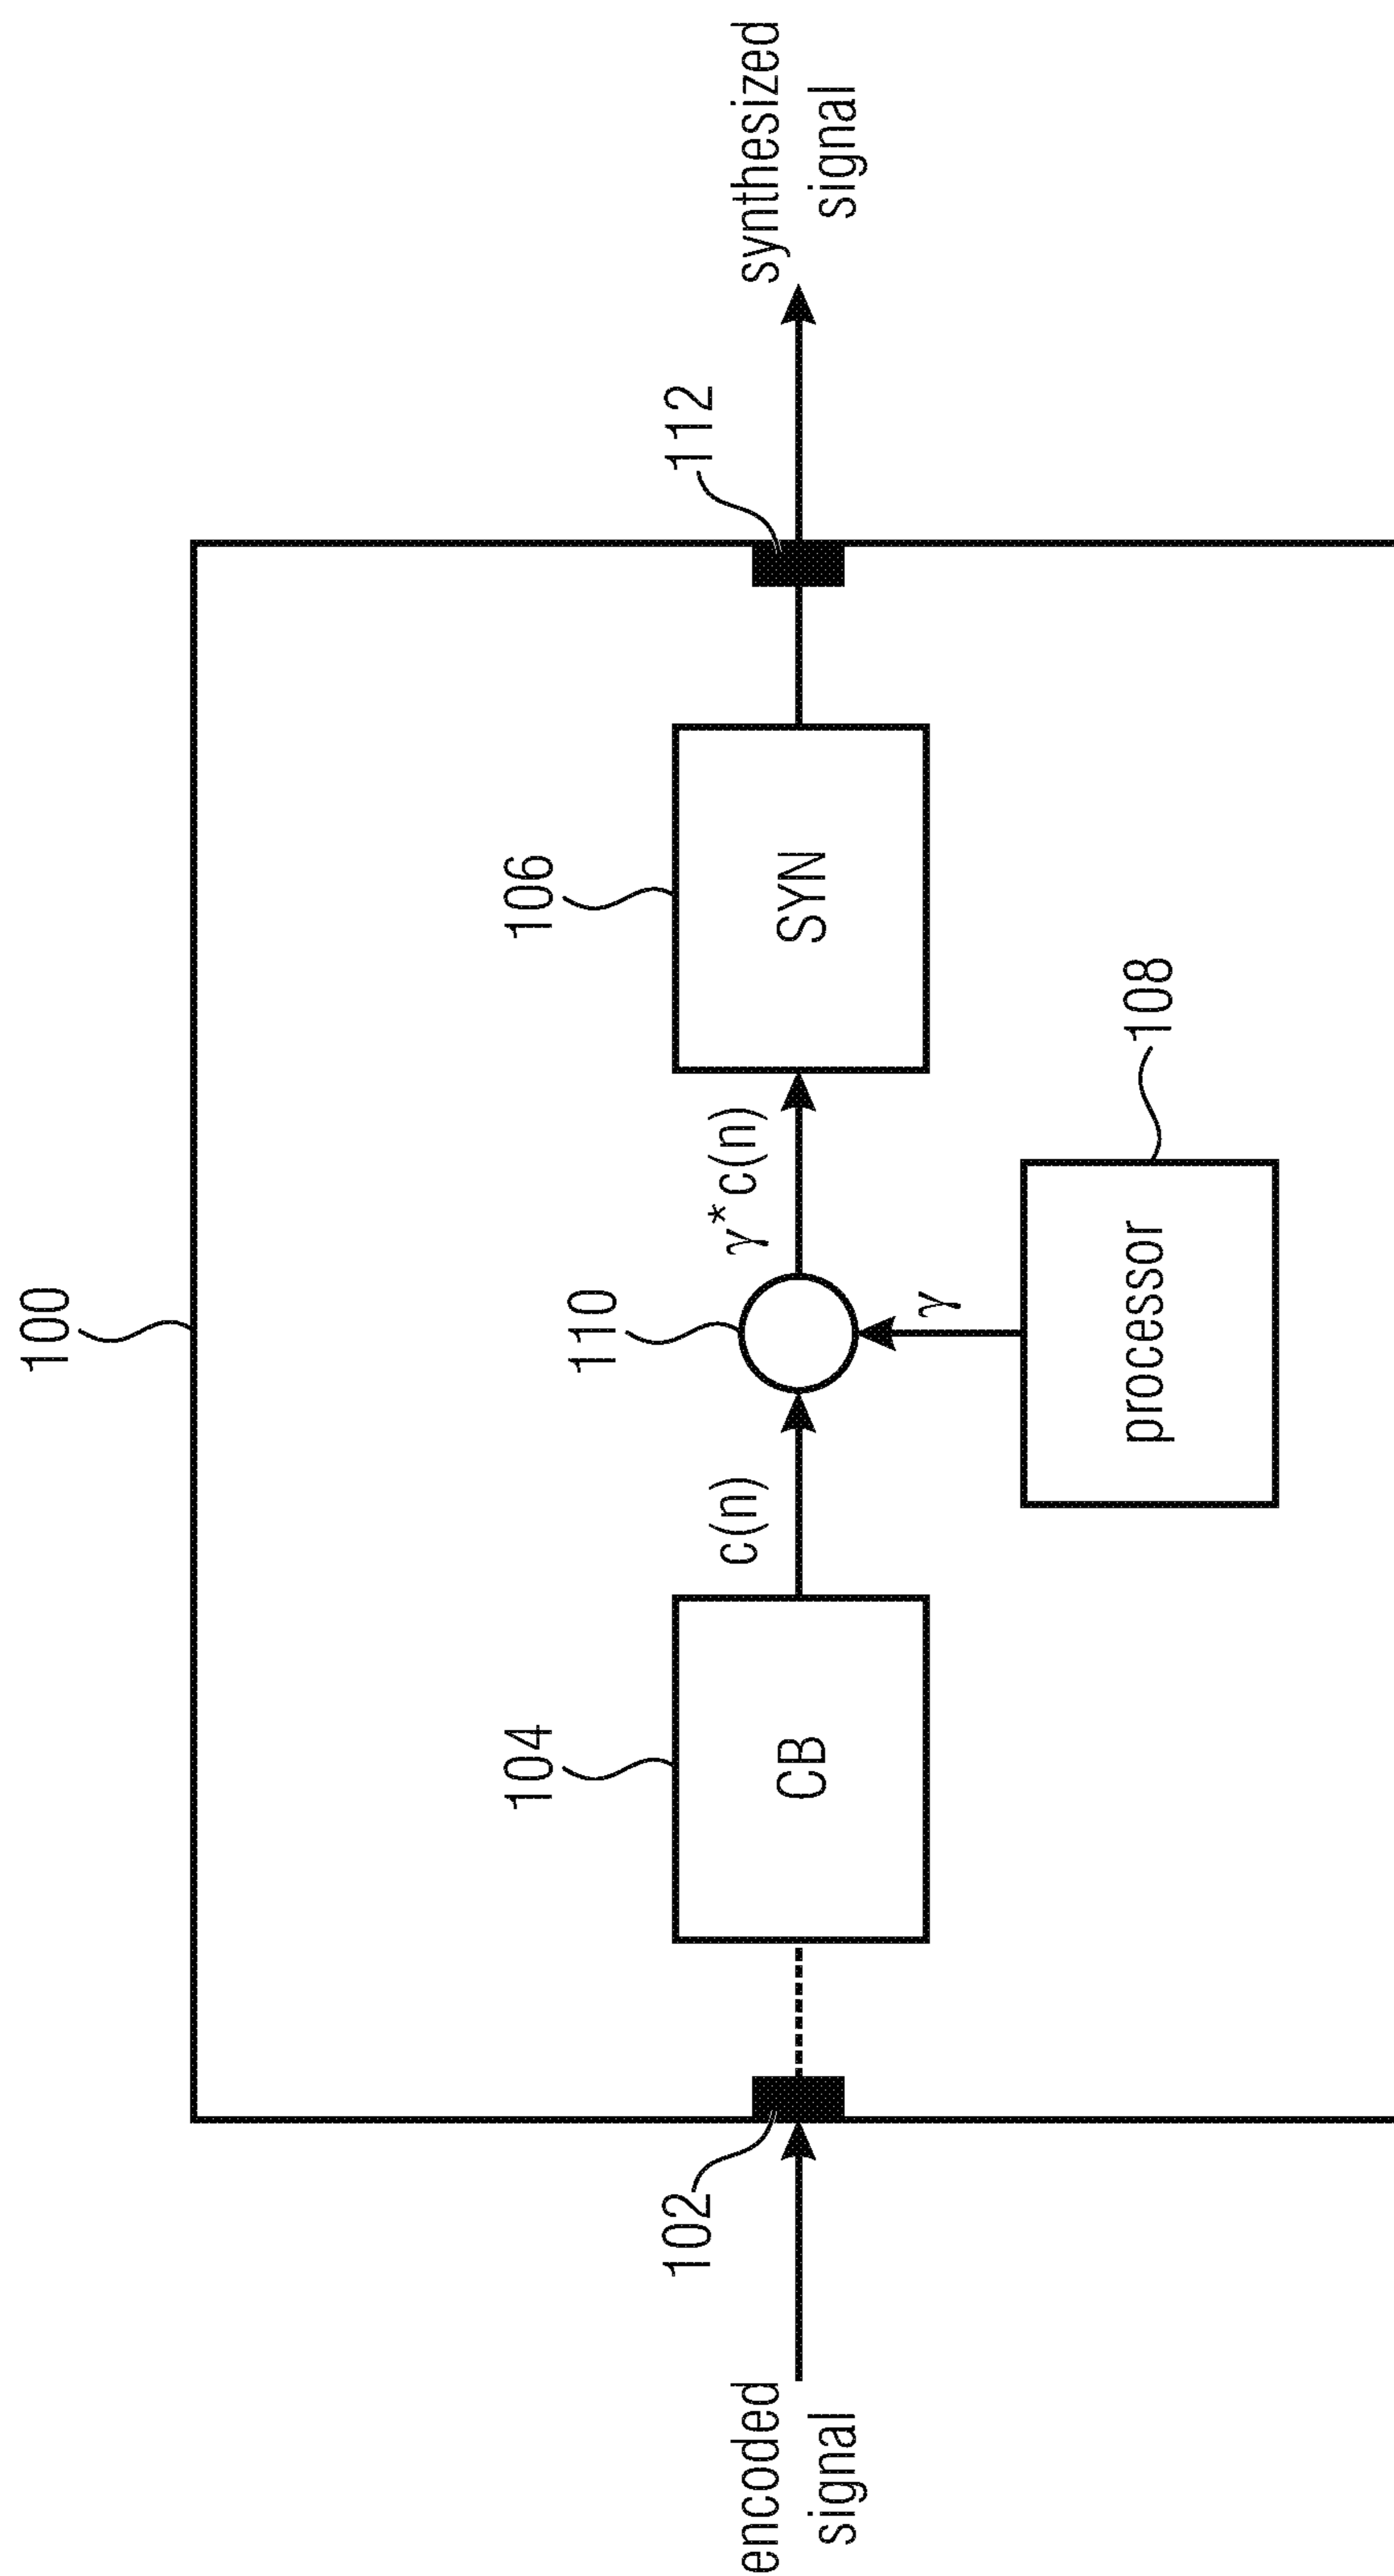 100
104
106
110
102
112
encoded
signal
CB
c(n)
γ*c(n)
SYN
synthesized
signal
γ
processor
108